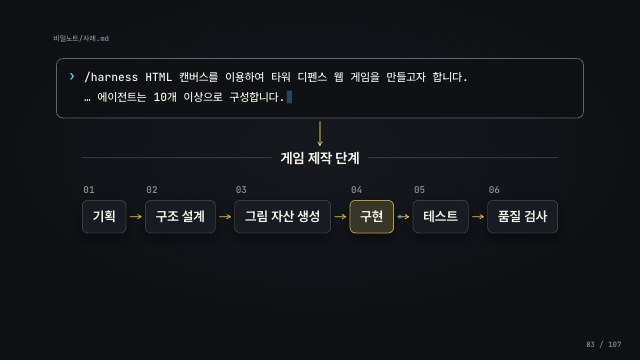 비밀노트/사례.md
❯ /harness HTML 캔버스를 이용하여 타워 디펜스 웹 게임을 만들고자 합니다.
… 에이전트는 10개 이상으로 구성합니다.
게임 제작 단계
01 02 03 04 05 06
기획 → 구조 설계 → 그림 자산 생성 → 구현 ↔ 테스트 → 품질 검사
83 / 107